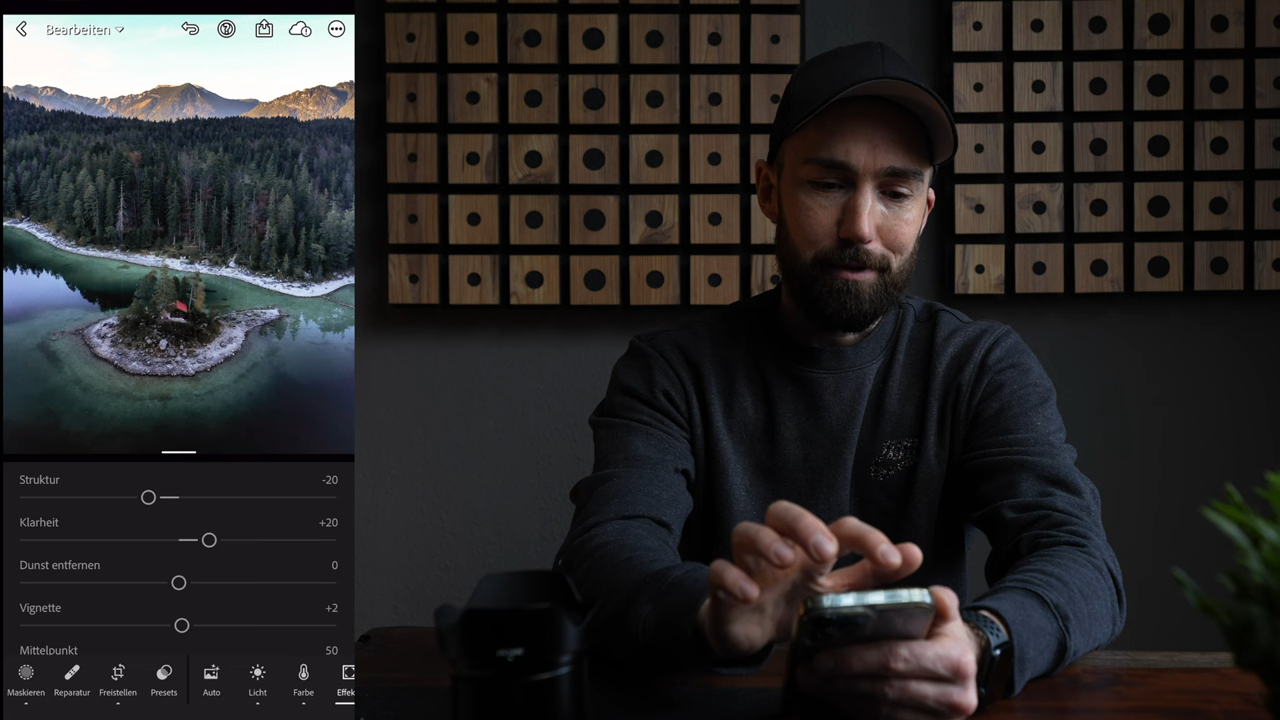 Bearbeiten
Struktur -20
Klarheit +20
Dunst entfernen 0
Vignette +2
Mittelpunkt 50
Maskieren Reparatur Freistellen Presets Auto Licht Farbe Effek